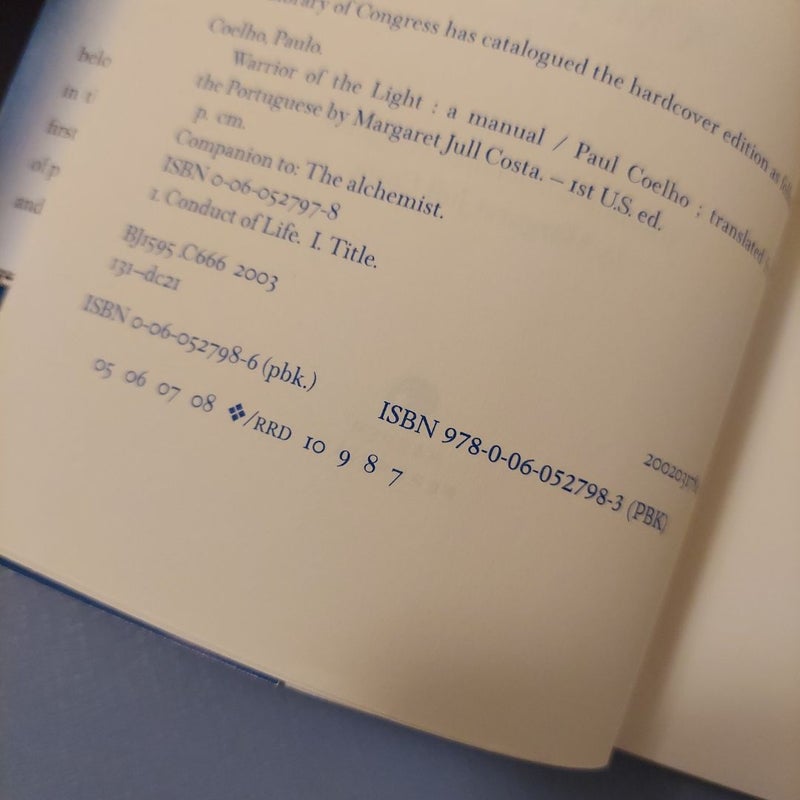 of Congress has catalogued the hardcover edition as
Coelho, Paulo.
Warrior of the Light : a manual / Paul Coelho ; translated
the Portuguese by Margaret Jull Costa. – 1st U.S. ed.
p. cm.
Companion to: The alchemist.
ISBN 0-06-052797-8
1. Conduct of Life. I. Title.
BJ1595 .C666 2003
131–dc21
ISBN 0-06-052798-6 (pbk.)
ISBN 978-0-06-052798-3 (PBK)
05 06 07 08 ❖/RRD 10 9 8 7
in
first
and